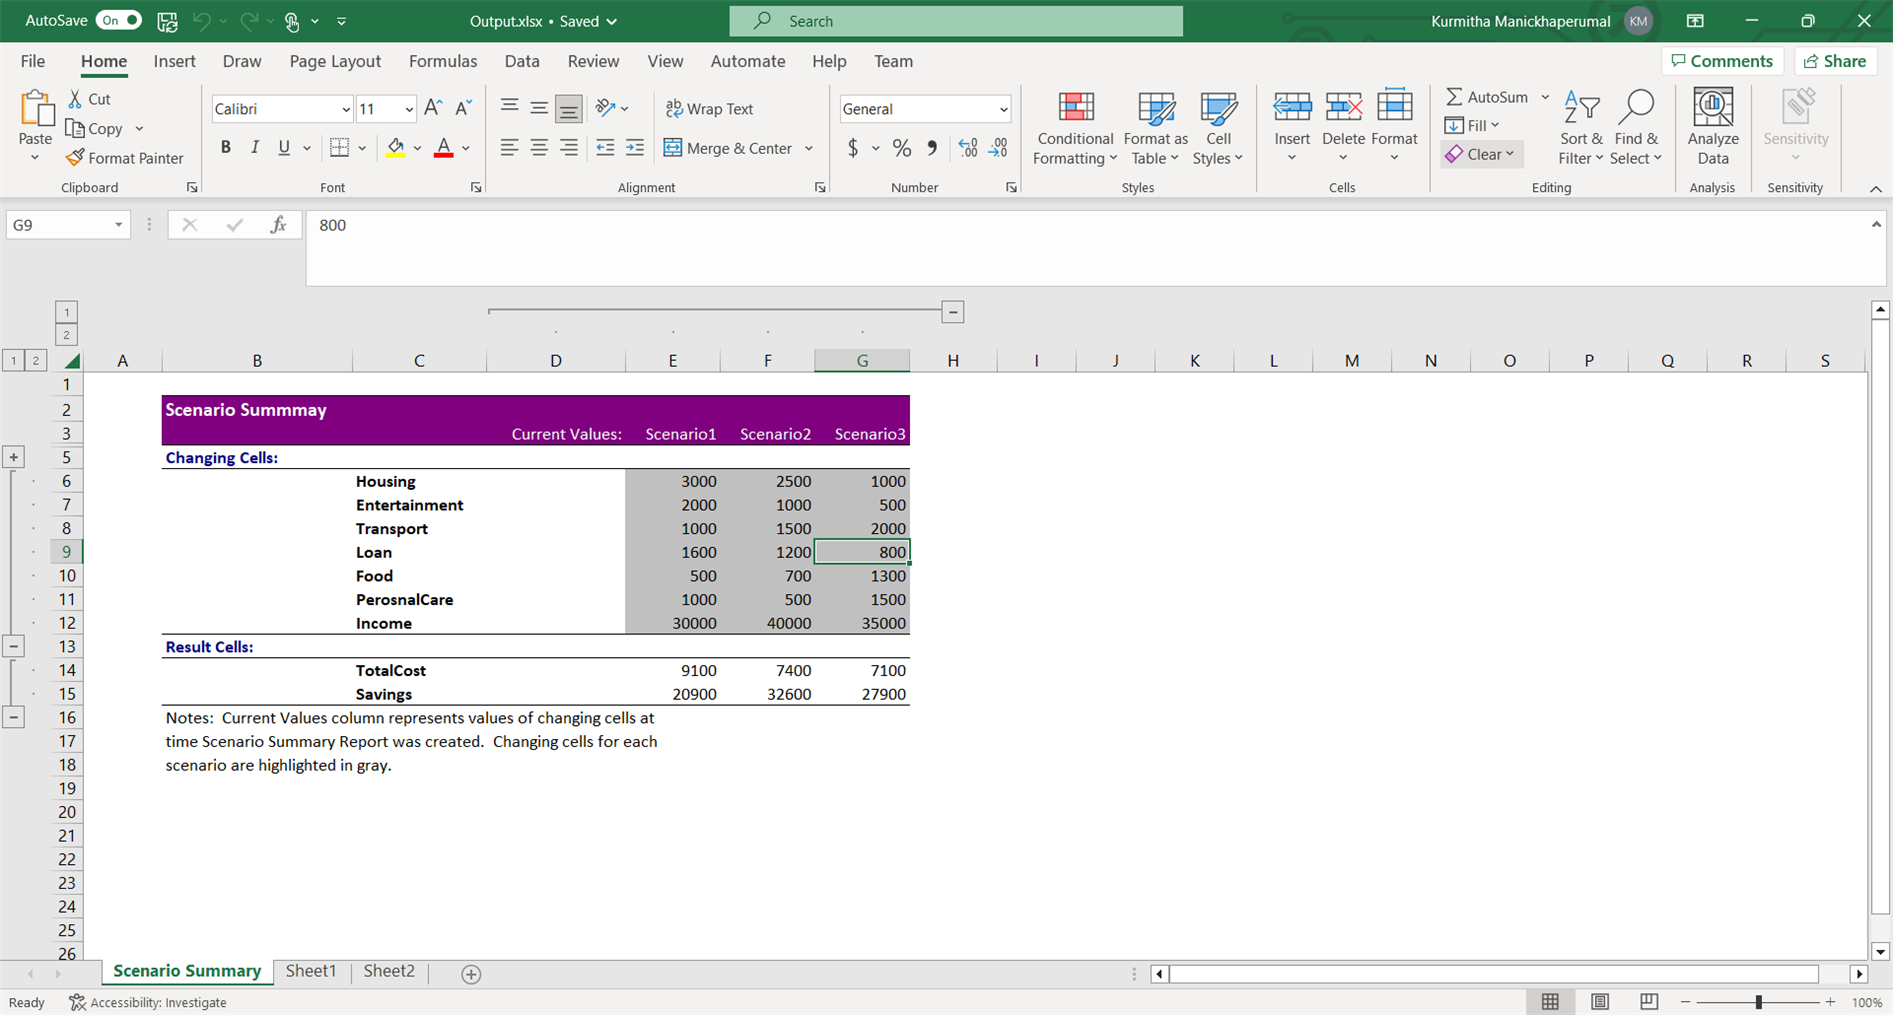 AutoSave On Output.xlsx • Saved Search Kurmitha Manickhaperumal KM
File Home Insert Draw Page Layout Formulas Data Review View Automate Help Team Comments Share
Paste Cut Copy Format Painter Clipboard
Calibri 11 B I U A Font
Wrap Text Merge & Center Alignment
General $ % Number
Conditional Formatting Format as Table Cell Styles Styles
Insert Delete Format Cells
AutoSum Fill Clear Sort & Filter Find & Select Editing
Analyze Data Analysis
Sensitivity Sensitivity
G9 fx 800
1
2
1 2 A B C D E F G H I J K L M N O P Q R S
1
2 Scenario Summmay
3 Current Values: Scenario1 Scenario2 Scenario3
5 Changing Cells:
6 Housing 3000 2500 1000
7 Entertainment 2000 1000 500
8 Transport 1000 1500 2000
9 Loan 1600 1200 800
10 Food 500 700 1300
11 PerosnalCare 1000 500 1500
12 Income 30000 40000 35000
13 Result Cells:
14 TotalCost 9100 7400 7100
15 Savings 20900 32600 27900
16 Notes: Current Values column represents values of changing cells at
17 time Scenario Summary Report was created. Changing cells for each
18 scenario are highlighted in gray.
19
20
21
22
23
24
25
26
Scenario Summary Sheet1 Sheet2
Ready Accessibility: Investigate 100%